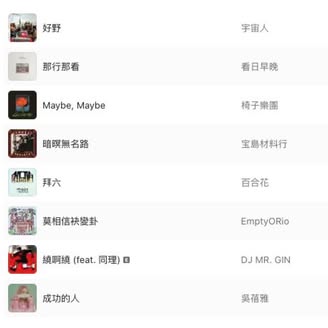 好野 宇宙人
那行那看 看日早晚
Maybe, Maybe 椅子樂團
暗暝無名路 宝島材料行
拜六 百合花
莫相信袂變卦 EmptyORio
繞啊繞 (feat. 同理) E DJ MR. GIN
成功的人 吳蓓雅